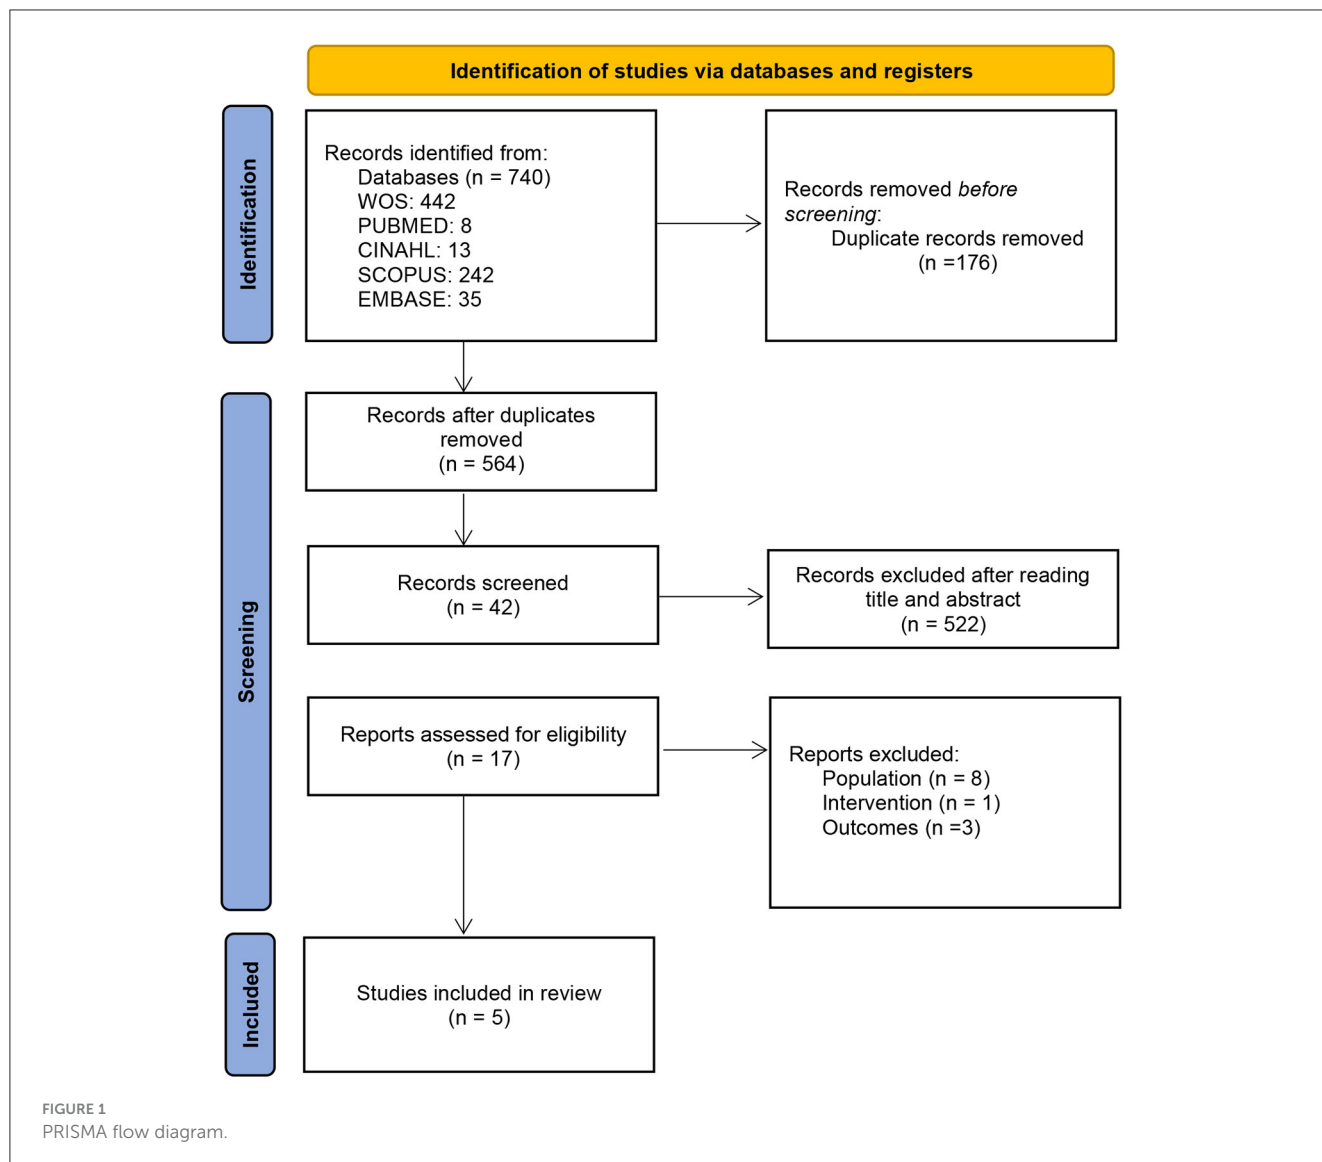 Identification of studies via databases and registers
Identification
Records identified from:
Databases (n = 740)
WOS: 442
PUBMED: 8
CINAHL: 13
SCOPUS: 242
EMBASE: 35
Records removed before
screening:
Duplicate records removed
(n =176)
Screening
Records after duplicates
removed
(n = 564)
Records screened
(n = 42)
Records excluded after reading
title and abstract
(n = 522)
Reports assessed for eligibility
(n = 17)
Reports excluded:
Population (n = 8)
Intervention (n = 1)
Outcomes (n =3)
Included
Studies included in review
(n = 5)
FIGURE 1
PRISMA flow diagram.